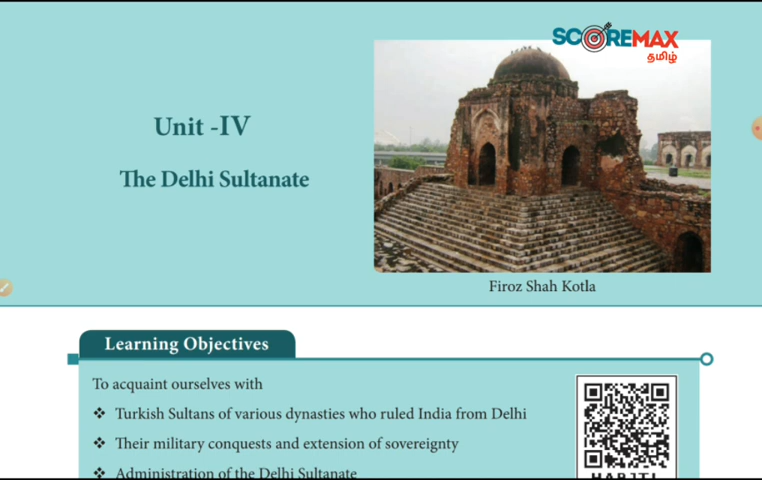 SCOREMAX
தமிழ்
Unit -IV
The Delhi Sultanate
Firoz Shah Kotla
Learning Objectives
To acquaint ourselves with
❖ Turkish Sultans of various dynasties who ruled India from Delhi
❖ Their military conquests and extension of sovereignty
❖ Administration of the Delhi Sultanate